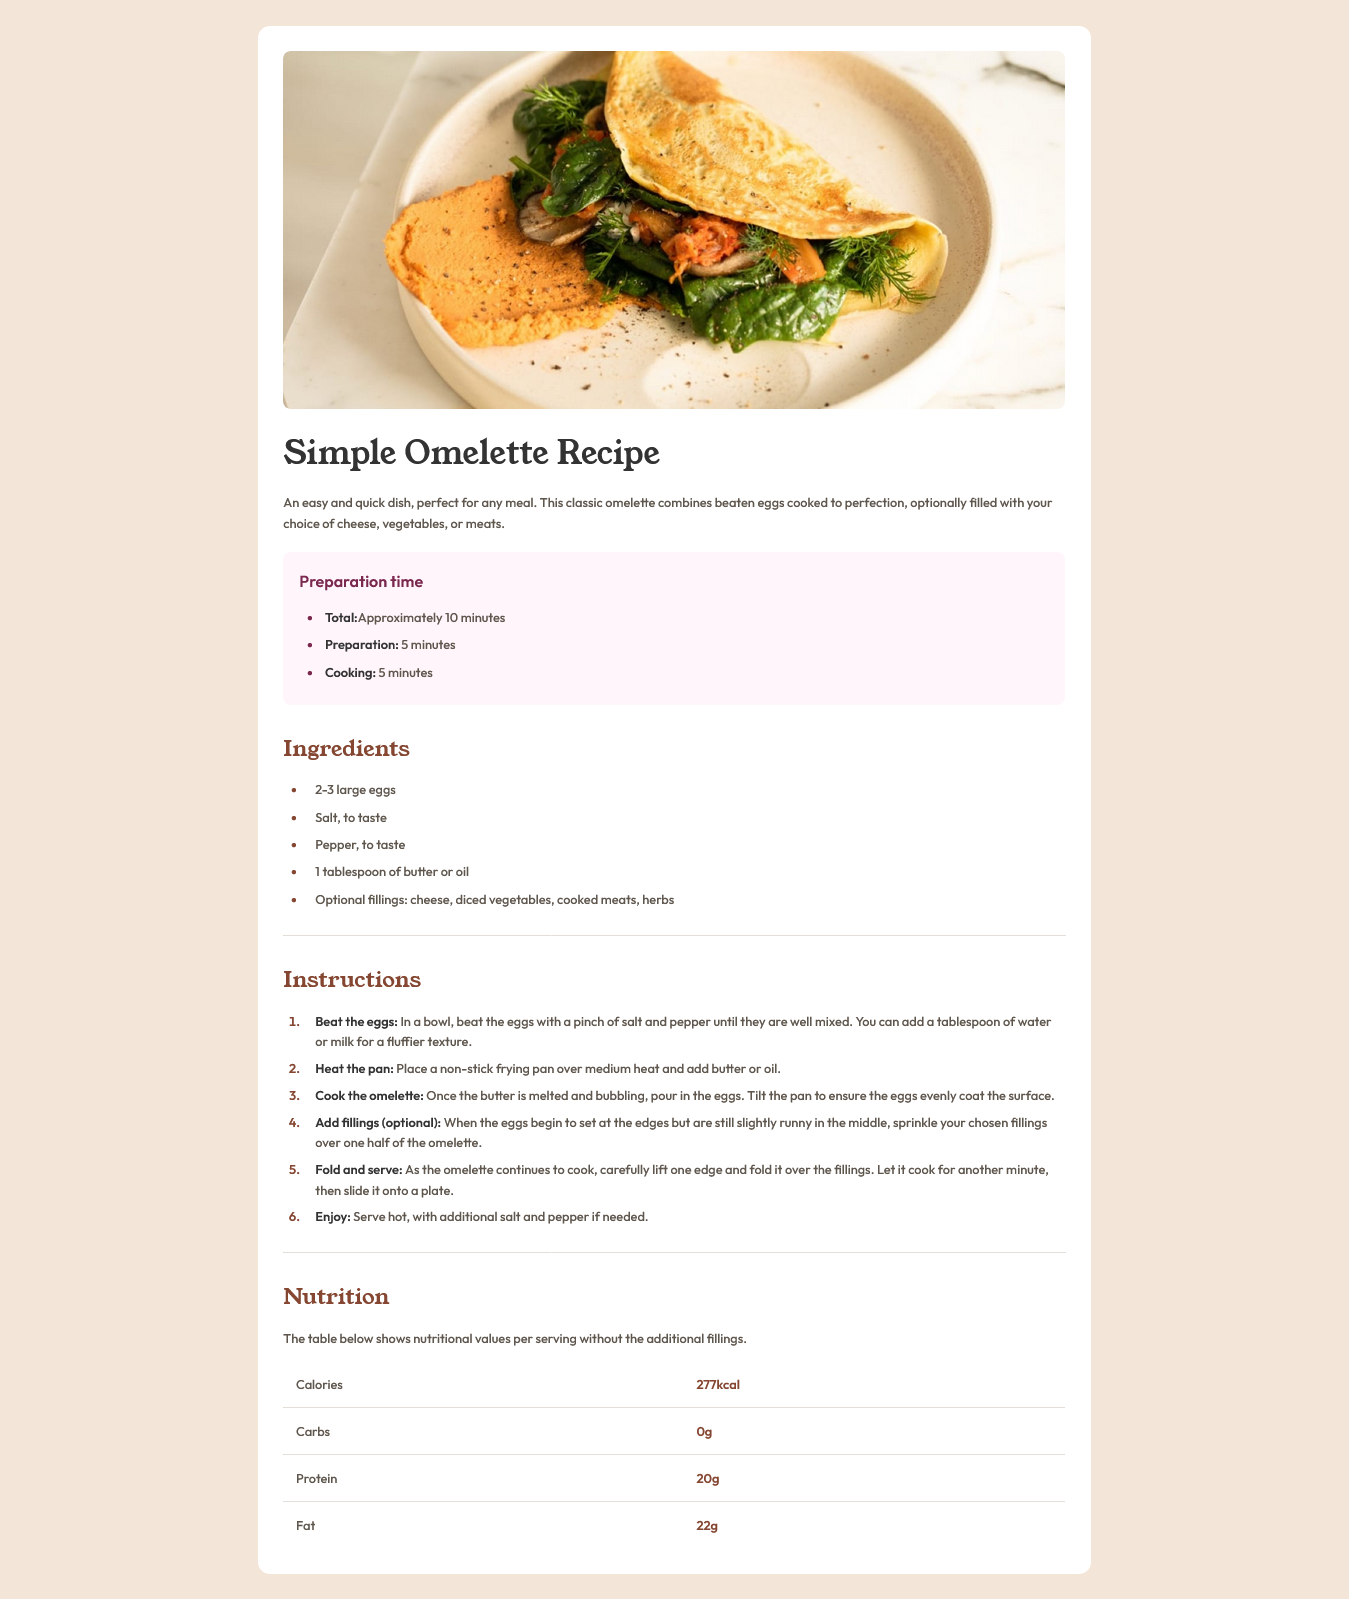 Simple Omelette Recipe
An easy and quick dish, perfect for any meal. This classic omelette combines beaten eggs cooked to perfection, optionally filled with your
choice of cheese, vegetables, or meats.
Preparation time
• Total:Approximately 10 minutes
• Preparation: 5 minutes
• Cooking: 5 minutes
Ingredients
• 2-3 large eggs
• Salt, to taste
• Pepper, to taste
• 1 tablespoon of butter or oil
• Optional fillings: cheese, diced vegetables, cooked meats, herbs
Instructions
1. Beat the eggs: In a bowl, beat the eggs with a pinch of salt and pepper until they are well mixed. You can add a tablespoon of water
or milk for a fluffier texture.
2. Heat the pan: Place a non-stick frying pan over medium heat and add butter or oil.
3. Cook the omelette: Once the butter is melted and bubbling, pour in the eggs. Tilt the pan to ensure the eggs evenly coat the surface.
4. Add fillings (optional): When the eggs begin to set at the edges but are still slightly runny in the middle, sprinkle your chosen fillings
over one half of the omelette.
5. Fold and serve: As the omelette continues to cook, carefully lift one edge and fold it over the fillings. Let it cook for another minute,
then slide it onto a plate.
6. Enjoy: Serve hot, with additional salt and pepper if needed.
Nutrition
The table below shows nutritional values per serving without the additional fillings.
Calories 277kcal
Carbs 0g
Protein 20g
Fat 22g